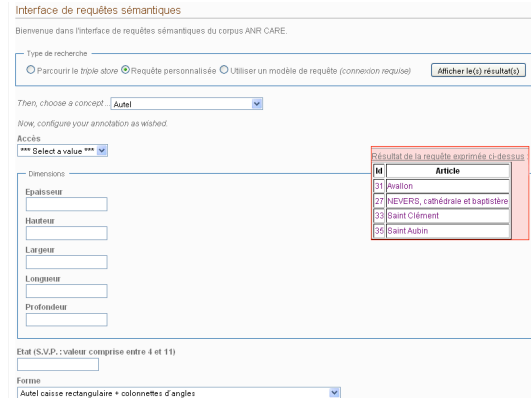 Interface de requêtes sémantiques
Bienvenue dans l'interface de requêtes sémantiques du corpus ANR CARE.
Type de recherche
Parcourir le triple store Requête personnalisée Utiliser un modèle de requête (connexion requise) Afficher le(s) résultat(s)
Then, choose a concept... Autel
Now, configure your annotation as wished.
Accès
*** Select a value ***
Résultat de la requête exprimée ci-dessus :
Id Article
31 Avallon
27 NEVERS, cathédrale et baptistère
33 Saint Clément
35 Saint Aubin
Dimensions
Epaisseur
Hauteur
Largeur
Longueur
Profondeur
Etat (S.V.P. : valeur comprise entre 4 et 11)
Forme
Autel caisse rectangulaire + colonnettes d'angles